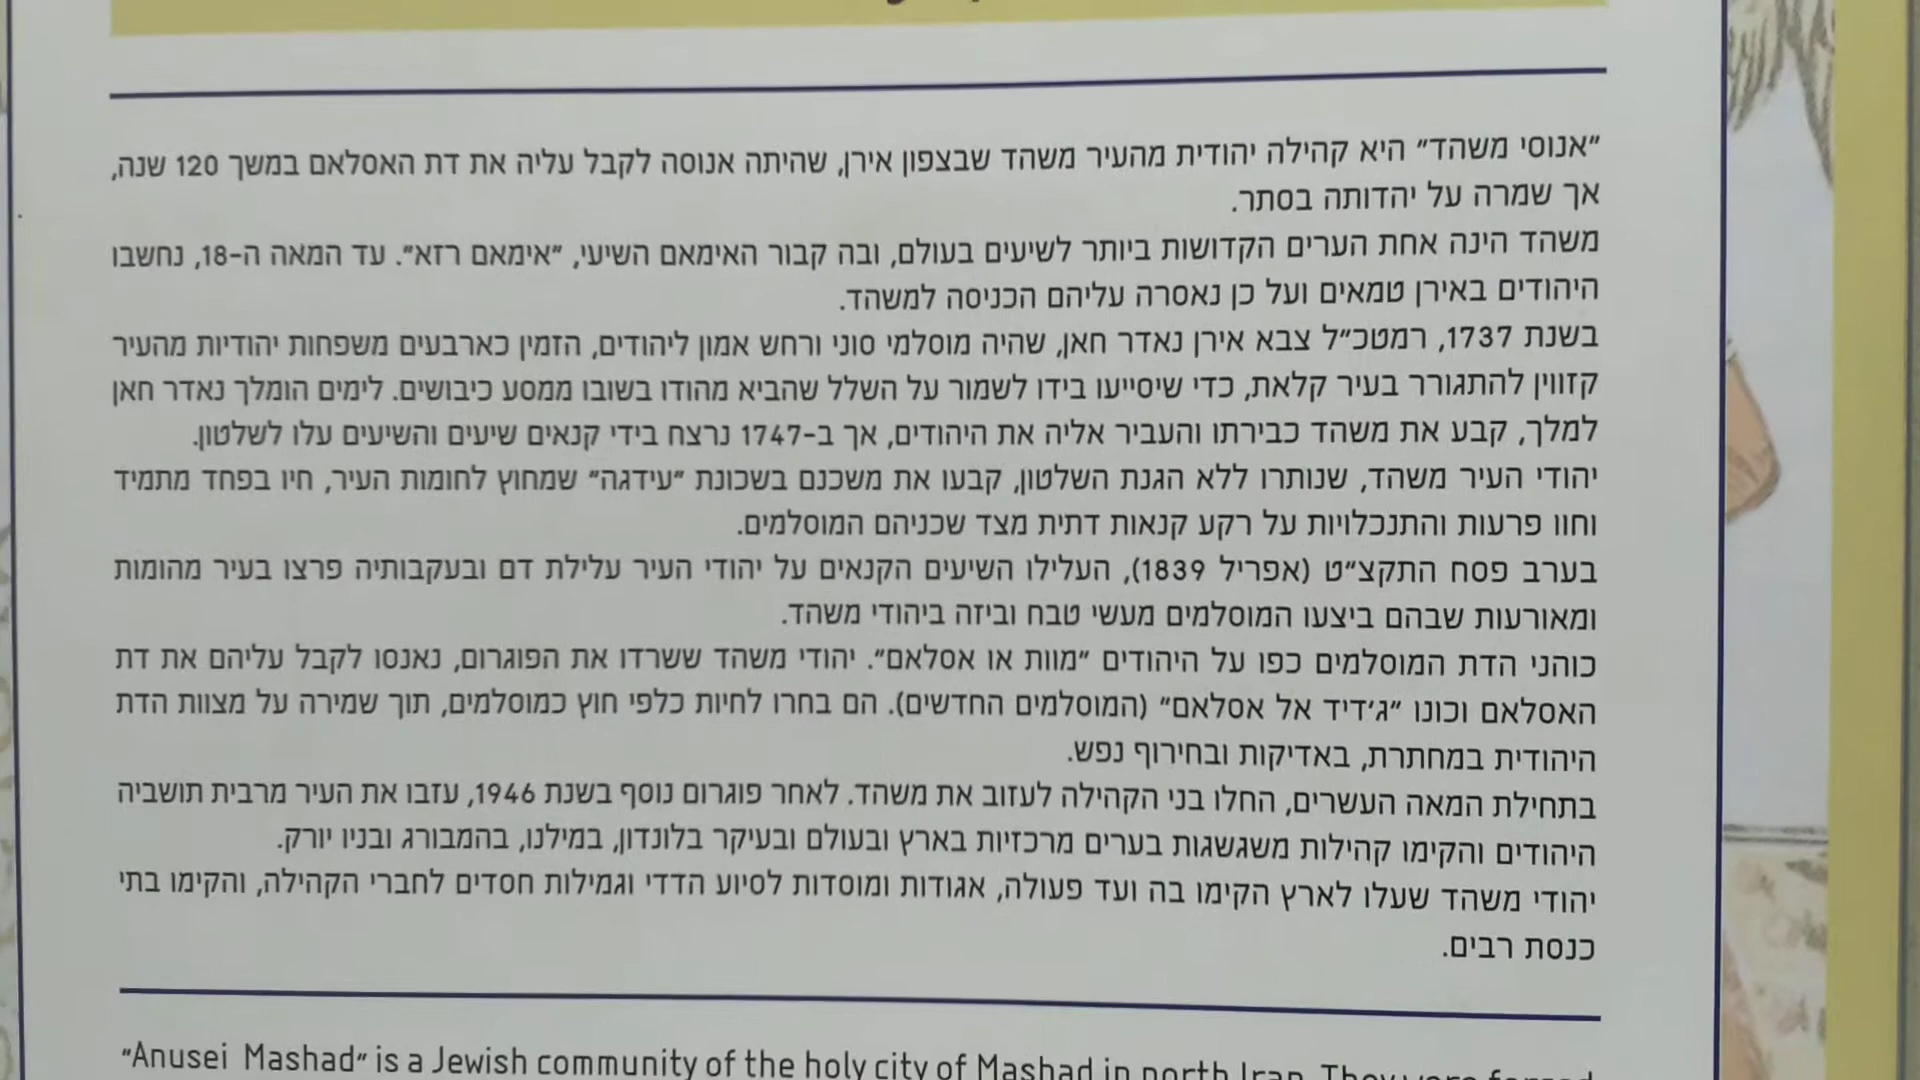 "אנוסי משהד" היא קהילה יהודית מהעיר משהד שבצפון אירן, שהיתה אנוסה לקבל עליה את דת האסלאם במשך 120 שנה,
אך שמרה על יהדותה בסתר.
משהד הינה אחת הערים הקדושות ביותר לשיעים בעולם, ובה קבור האימאם השיעי, "אימאם רזא". עד המאה ה-18, נחשבו
היהודים באירן טמאים ועל כן נאסרה עליהם הכניסה למשהד.
בשנת 1737, רמטכ"ל צבא אירן נאדר חאן, שהיה מוסלמי סוני ורחש אמון ליהודים, הזמין כארבעים משפחות יהודיות מהעיר
קזווין להתגורר בעיר קלאת, כדי שיסייעו בידו לשמור על השלל שהביא מהודו בשובו ממסע כיבושים. לימים הומלך נאדר חאן
למלך, קבע את משהד כבירתו והעביר אליה את היהודים, אך ב-1747 נרצח בידי קנאים שיעים והשיעים עלו לשלטון.
יהודי העיר משהד, שנותרו ללא הגנת השלטון, קבעו את משכנם בשכונת "עידגה" שמחוץ לחומות העיר, חיו בפחד מתמיד
וחוו פרעות והתנכלויות על רקע קנאות דתית מצד שכניהם המוסלמים.
בערב פסח התקצ"ט (אפריל 1839), העלילו השיעים הקנאים על יהודי העיר עלילת דם ובעקבותיה פרצו בעיר מהומות
ומאורעות שבהם ביצעו המוסלמים מעשי טבח וביזה ביהודי משהד.
כוהני הדת המוסלמים כפו על היהודים "מוות או אסלאם". יהודי משהד ששרדו את הפוגרום, נאנסו לקבל עליהם את דת
האסלאם וכונו "ג'דיד אל אסלאם" (המוסלמים החדשים). הם בחרו לחיות כלפי חוץ כמוסלמים, תוך שמירה על מצוות הדת
היהודית במחתרת, באדיקות ובחירוף נפש.
בתחילת המאה העשרים, החלו בני הקהילה לעזוב את משהד. לאחר פוגרום נוסף בשנת 1946, עזבו את העיר מרבית תושביה
היהודים והקימו קהילות משגשגות בערים מרכזיות בארץ ובעולם ובעיקר בלונדון, במילנו, בהמבורג ובניו יורק.
יהודי משהד שעלו לארץ הקימו בה ועד פעולה, אגודות ומוסדות לסיוע הדדי וגמילות חסדים לחברי הקהילה, והקימו בתי
כנסת רבים.
"Anusei Mashad" is a Jewish community of the holy city of Mashad in north Iran. They were forced